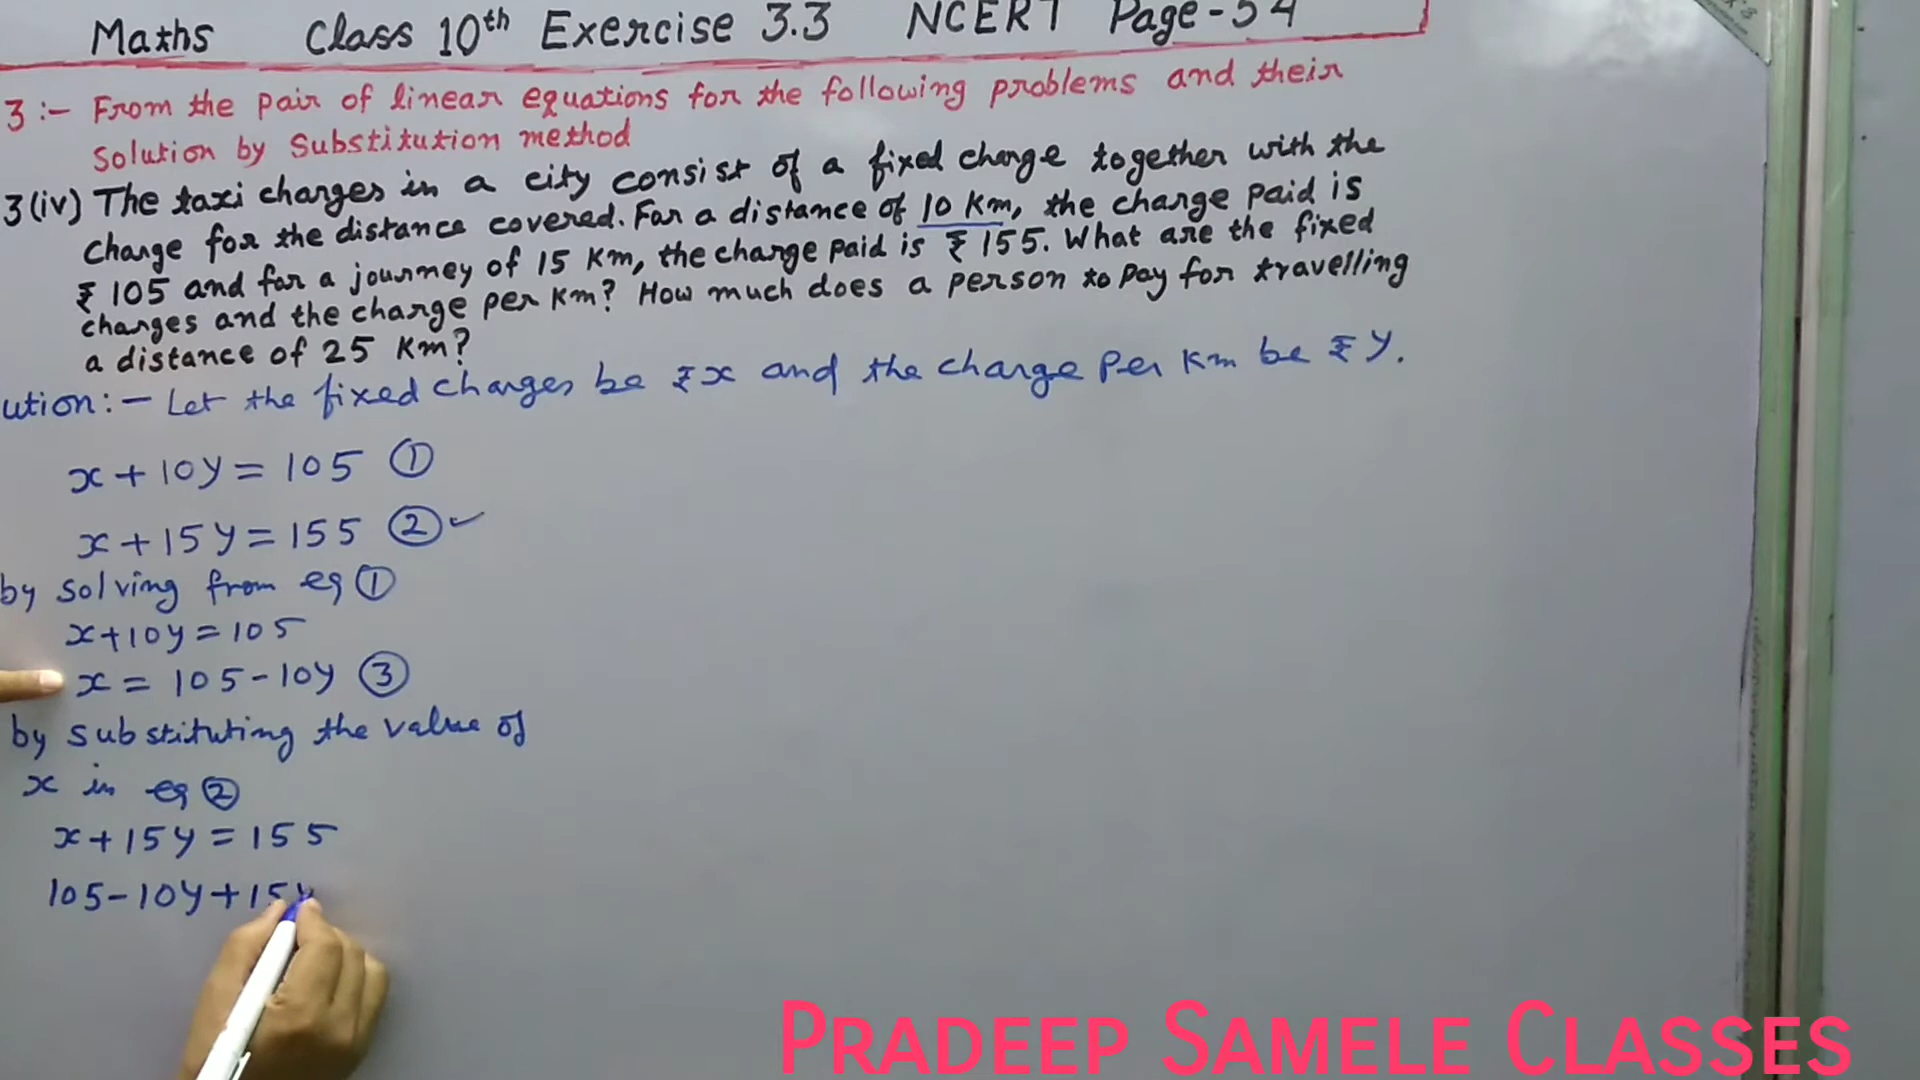 Maths Class 10th Exercise 3.3 NCERT Page-54
3:- From the pair of linear equations for the following problems and their
Solution by Substitution method
3(iv) The taxi charges in a city consist of a fixed charge together with the
charge for the distance covered. For a distance of 10 Km, the charge paid is
₹ 105 and for a journey of 15 Km, the charge paid is ₹ 155. What are the fixed
charges and the charge per Km? How much does a person to pay for travelling
a distance of 25 Km?
ution:- Let the fixed charges be ₹ x and the charge per Km be ₹ y.
x + 10y = 105 ①
x + 15y = 155 ② ✓
by solving from eq ①
x+10y=105
x = 105-10y ③
by substituting the value of
x in eq ②
x+15y=155
105-10y+15y
PRADEEP SAMELE CLASSES